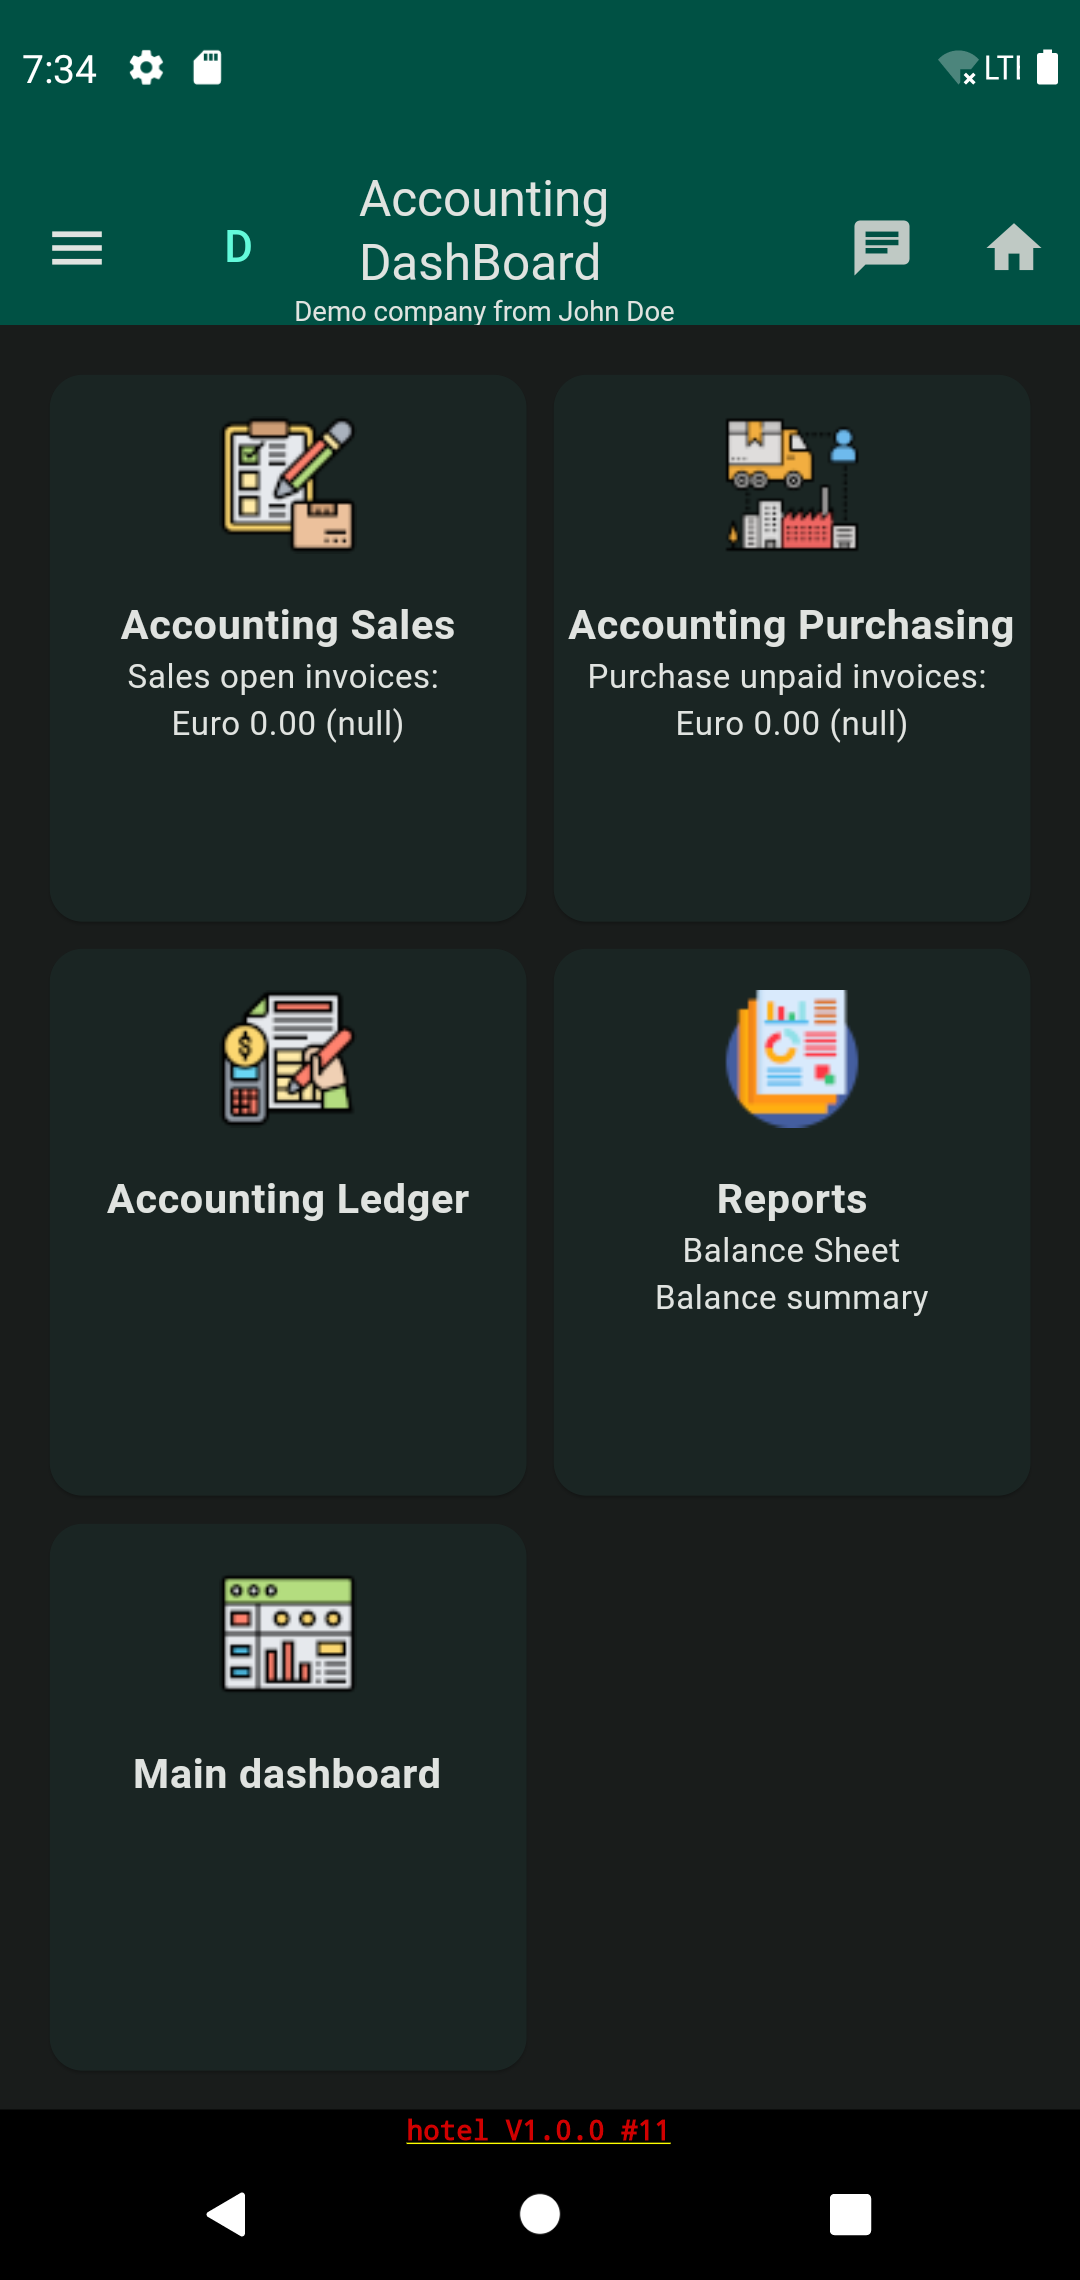 7:34
LTE
D
Accounting
DashBoard
Demo company from John Doe
Accounting Sales
Sales open invoices:
Euro 0.00 (null)
Accounting Purchasing
Purchase unpaid invoices:
Euro 0.00 (null)
Accounting Ledger
Reports
Balance Sheet
Balance summary
Main dashboard
hotel V1.0.0 #11